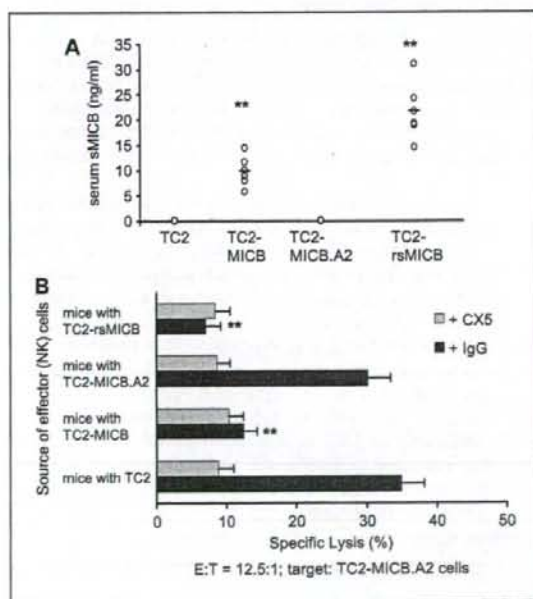 A
serum sMICB (ng/ml)
35
30
25
20
15
10
5
0
**
**
TC2
TC2-
MICB
TC2-
MICB.A2
TC2-
rsMICB
B
Source of effector (NK) cells
mice with
TC2-rsMICB
mice with
TC2-MICB.A2
mice with
TC2-MICB
mice with TC2
**
**
+ CX5
+ IgG
0
10
20
30
40
50
Specific Lysis (%)
E:T = 12.5:1; target: TC2-MICB.A2 cells